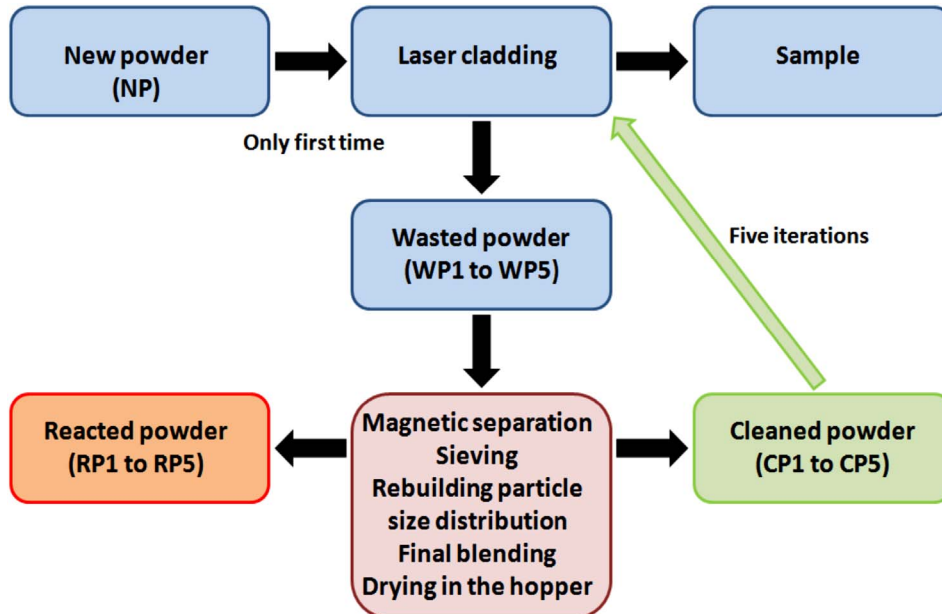 New powder
(NP)
Laser cladding
Sample
Only first time
Wasted powder
(WP1 to WP5)
Five iterations
Reacted powder
(RP1 to RP5)
Magnetic separation
Sieving
Rebuilding particle
size distribution
Final blending
Drying in the hopper
Cleaned powder
(CP1 to CP5)